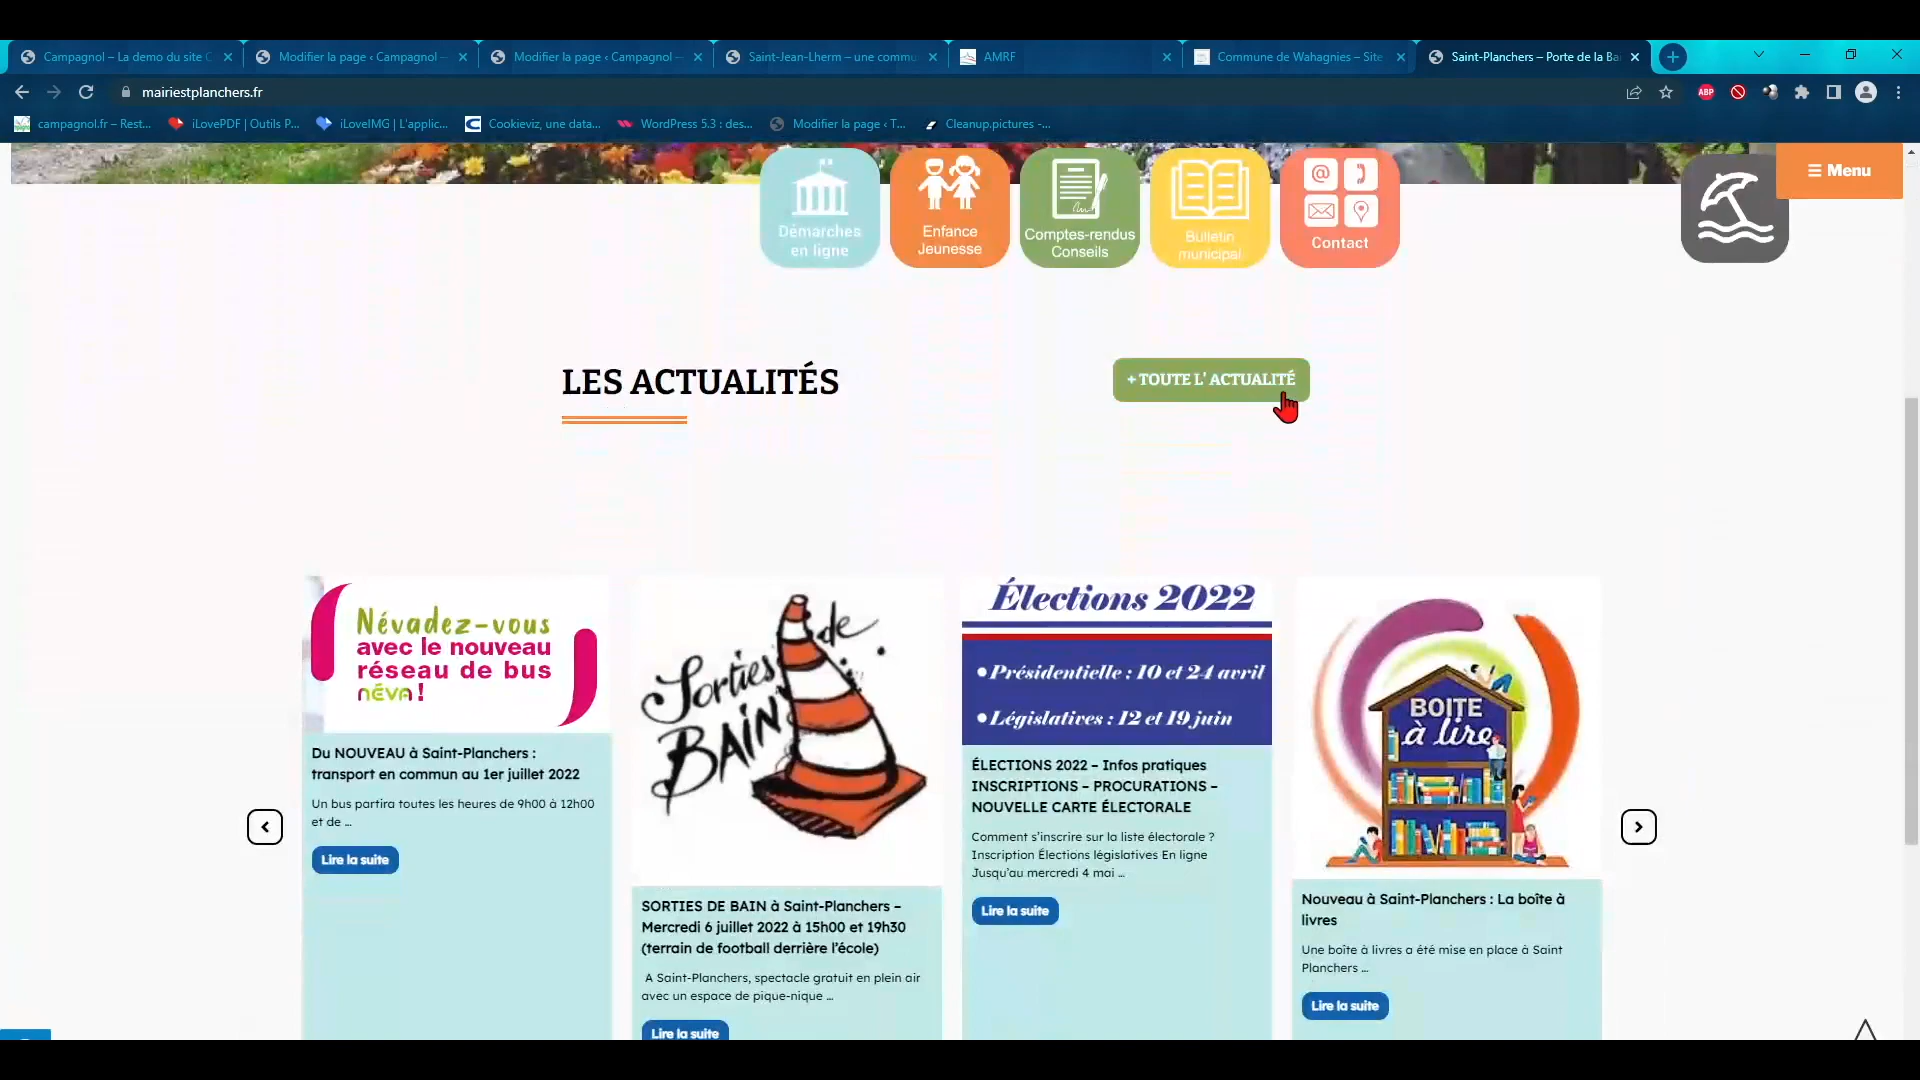 Campagnol – La demo du site C
Modifier la page ‹ Campagnol –
Modifier la page ‹ Campagnol –
Saint-Jean-Lherm – une commu
AMRF
Commune de Wahagnies – Site
Saint-Planchers – Porte de la Ba
mairiestplanchers.fr
ABP
campagnol.fr – Rest...
iLovePDF | Outils P...
iLoveIMG | L'applic...
Cookieviz, une data...
WordPress 5.3 : des...
Modifier la page ‹ T...
Cleanup.pictures -...
Menu
Démarches
en ligne
Enfance
Jeunesse
Comptes-rendus
Conseils
Bulletin
municipal
@
Contact
LES ACTUALITÉS
+ TOUTE L' ACTUALITÉ
Névadez-vous
avec le nouveau
réseau de bus
néva !
Sorties de
BAIN
Élections 2022
• Présidentielle : 10 et 24 avril
• Législatives : 12 et 19 juin
BOITE
à lire
Du NOUVEAU à Saint-Planchers :
transport en commun au 1er juillet 2022
Un bus partira toutes les heures de 9h00 à 12h00
et de ...
Lire la suite
SORTIES DE BAIN à Saint-Planchers –
Mercredi 6 juillet 2022 à 15h00 et 19h30
(terrain de football derrière l'école)
A Saint-Planchers, spectacle gratuit en plein air
avec un espace de pique-nique ...
Lire la suite
ÉLECTIONS 2022 – Infos pratiques
INSCRIPTIONS – PROCURATIONS –
NOUVELLE CARTE ÉLECTORALE
Comment s'inscrire sur la liste électorale ?
Inscription Élections législatives En ligne
Jusqu'au mercredi 4 mai ...
Lire la suite
Nouveau à Saint-Planchers : La boîte à
livres
Une boîte à livres a été mise en place à Saint
Planchers ...
Lire la suite